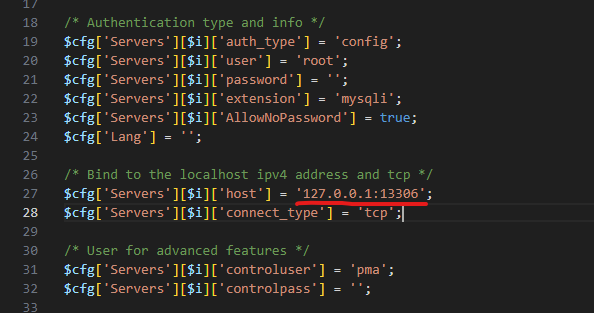 17
18 /* Authentication type and info */
19 $cfg['Servers'][$i]['auth_type'] = 'config';
20 $cfg['Servers'][$i]['user'] = 'root';
21 $cfg['Servers'][$i]['password'] = '';
22 $cfg['Servers'][$i]['extension'] = 'mysqli';
23 $cfg['Servers'][$i]['AllowNoPassword'] = true;
24 $cfg['Lang'] = '';
25
26 /* Bind to the localhost ipv4 address and tcp */
27 $cfg['Servers'][$i]['host'] = '127.0.0.1:13306';
28 $cfg['Servers'][$i]['connect_type'] = 'tcp';
29
30 /* User for advanced features */
31 $cfg['Servers'][$i]['controluser'] = 'pma';
32 $cfg['Servers'][$i]['controlpass'] = '';
33